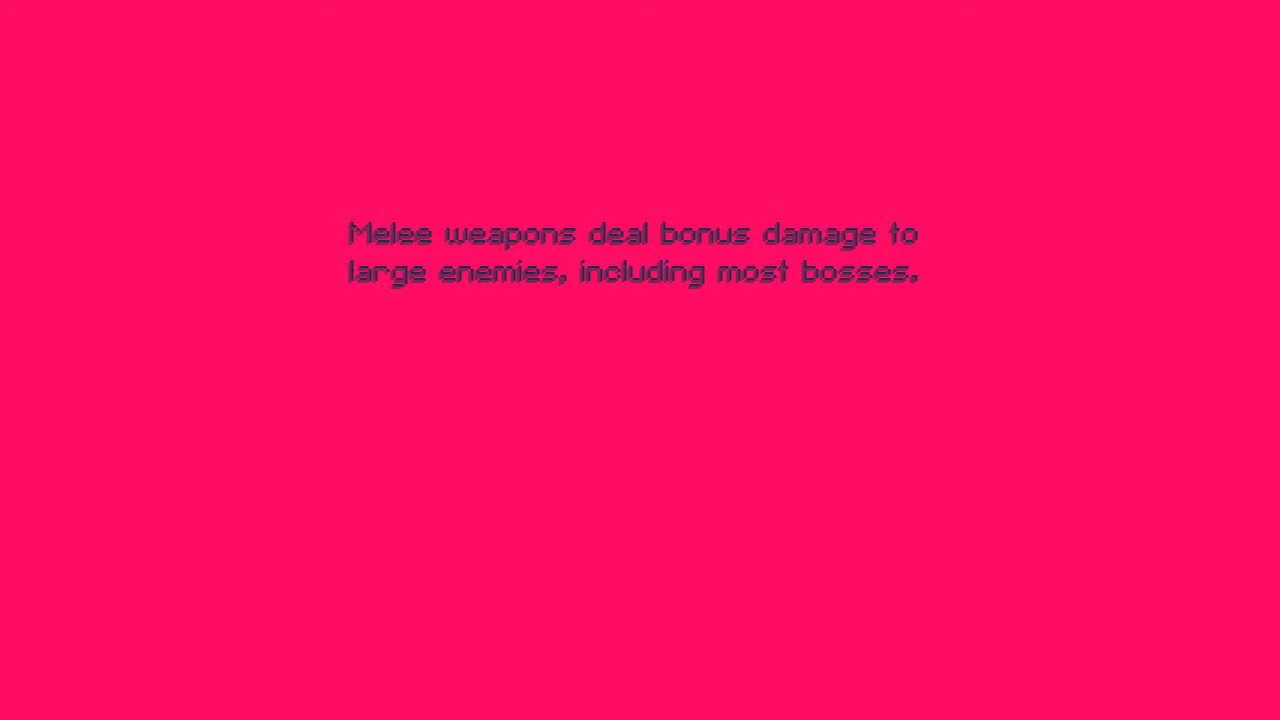 Melee weapons deal bonus damage to
large enemies, including most bosses.